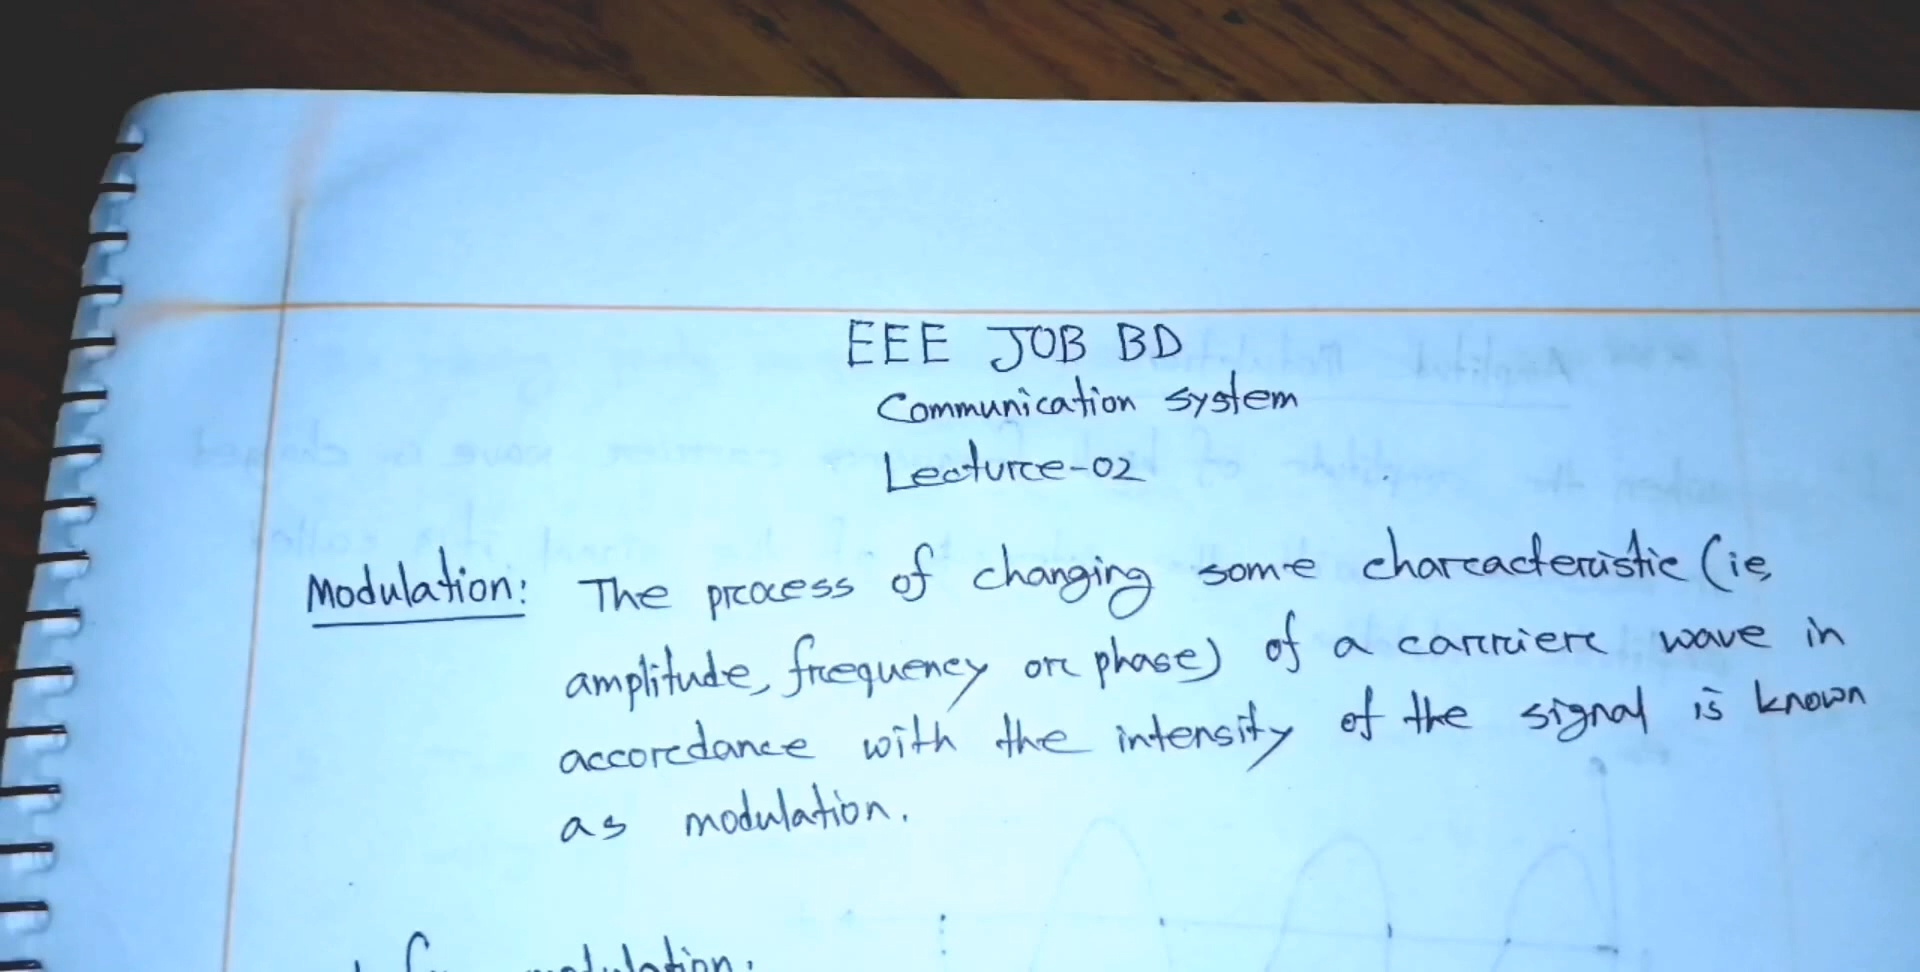 EEE JOB BD
Communication system
Lecture-02
Modulation: The process of changing some characteristic (ie,
amplitude, frequency or phase) of a carrier wave in
accordance with the intensity of the signal is known
as modulation.
modulation.